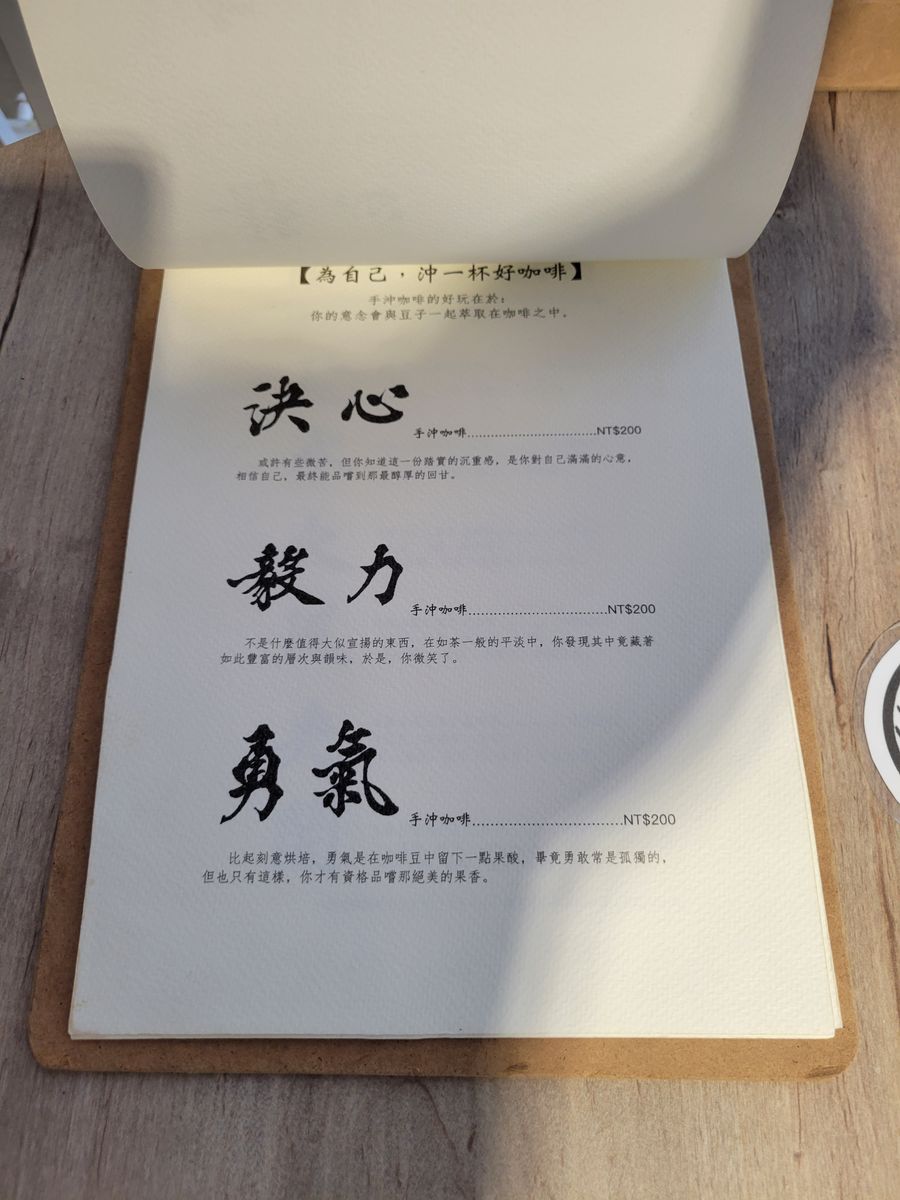 【為自己，沖一杯好咖啡】
手沖咖啡的好玩在於：
你的意念會與豆子一起萃取在咖啡之中。
決心
手沖咖啡................................NT$200
或許有些微苦，但你知道這一份踏實的沉重感，是你對自己滿滿的心意，
相信自己，最終能品嚐到那最醇厚的回甘。
毅力
手沖咖啡..................................NT$200
不是什麼值得大似宣揚的東西，在如茶一般的平淡中，你發現其中竟藏著
如此豐富的層次與韻味，於是，你微笑了。
勇氣
手沖咖啡..................................NT$200
比起刻意烘培，勇氣是在咖啡豆中留下一點果酸，畢竟勇敢常是孤獨的，
但也只有這樣，你才有資格品嚐那絕美的果香。